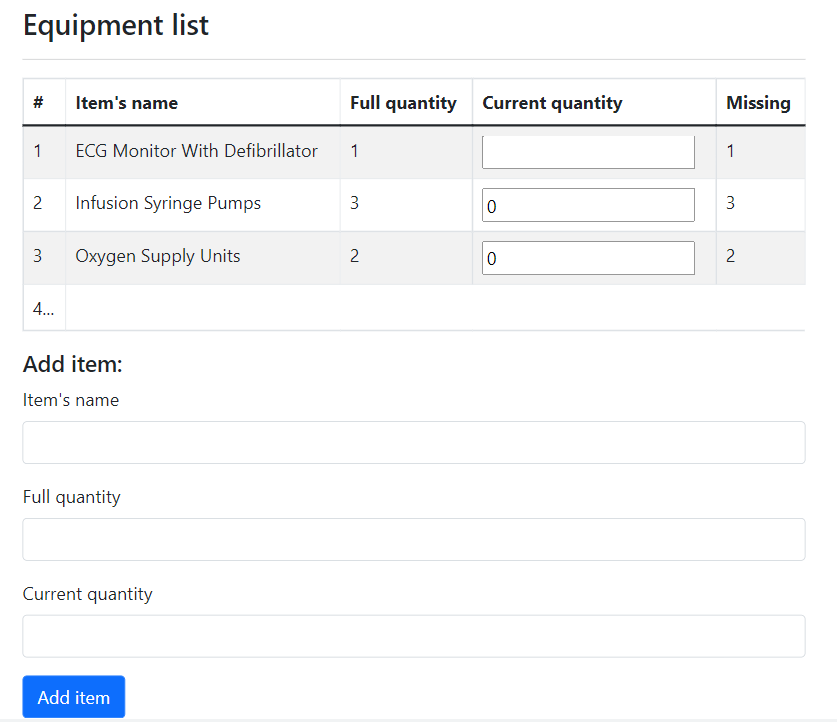 Equipment list
# Item's name Full quantity Current quantity Missing
1 ECG Monitor With Defibrillator 1 1
2 Infusion Syringe Pumps 3 0 3
3 Oxygen Supply Units 2 0 2
4...
Add item:
Item's name
Full quantity
Current quantity
Add item